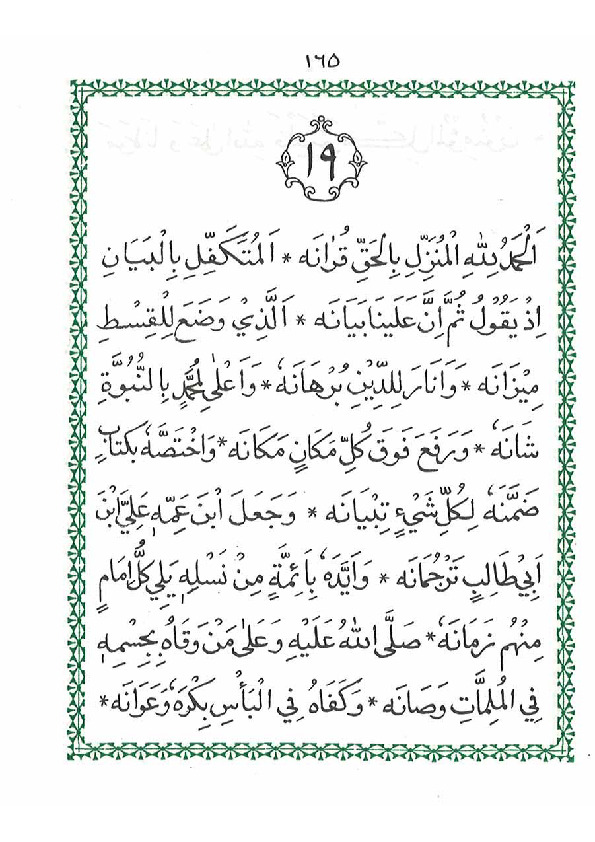 ١٦٥
١٩
اَلْحَمْدُ لِلّٰهِ الْمُنَزِّلِ بِالْحَقِّ قُرْاٰنَه * اَلْمُتَكَفِّلِ بِالْبَيَانِ
اِذْ يَقُوْلُ ثُمَّ اِنَّ عَلَيْنَا بَيَانَه * اَلَّذِيْ وَضَعَ لِلْقِسْطِ
مِيْزَانَه * وَاَنَارَ لِلدِّيْنِ بُرْهَانَهٗ * وَاَعْلٰى لِمُحَمَّدٍ بِالنُّبُوَّةِ
شَانَهٗ * وَرَفَعَ فَوْقَ كُلِّ مَكَانٍ مَكَانَه * وَاخْتَصَّهٗ بِكِتَابٍ
ضَمَّنَهٗ لِكُلِّ شَيْءٍ تِبْيَانَه * وَجَعَلَ ابْنَ عَمِّهٖ عَلِيَّ ابْنَ
اَبِيْ طَالِبٍ تَرْجُمَانَه * وَاَيَّدَهٗ بِاَئِمَّةٍ مِنْ نَسْلِهٖ يَلِيْ كُلُّ اِمَامٍ
مِنْهُمْ زَمَانَهٗ * صَلَّى اللهُ عَلَيْهِ وَعَلٰى مَنْ وَقَاهُ بِجِسْمِهٖ
فِي الْمُلِمَّاتِ وَصَانَه * وَكَفَاهُ فِي الْبَأْسِ بِكْرَهٗ وَعَوَانَه *